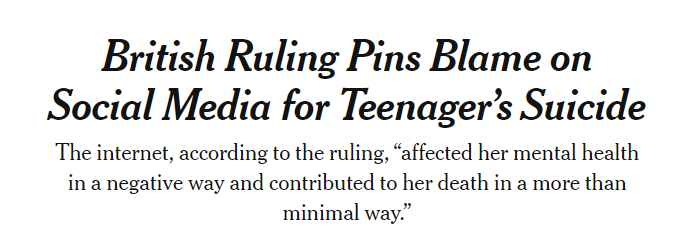 British Ruling Pins Blame on
Social Media for Teenager’s Suicide
The internet, according to the ruling, “affected her mental health
in a negative way and contributed to her death in a more than
minimal way.”